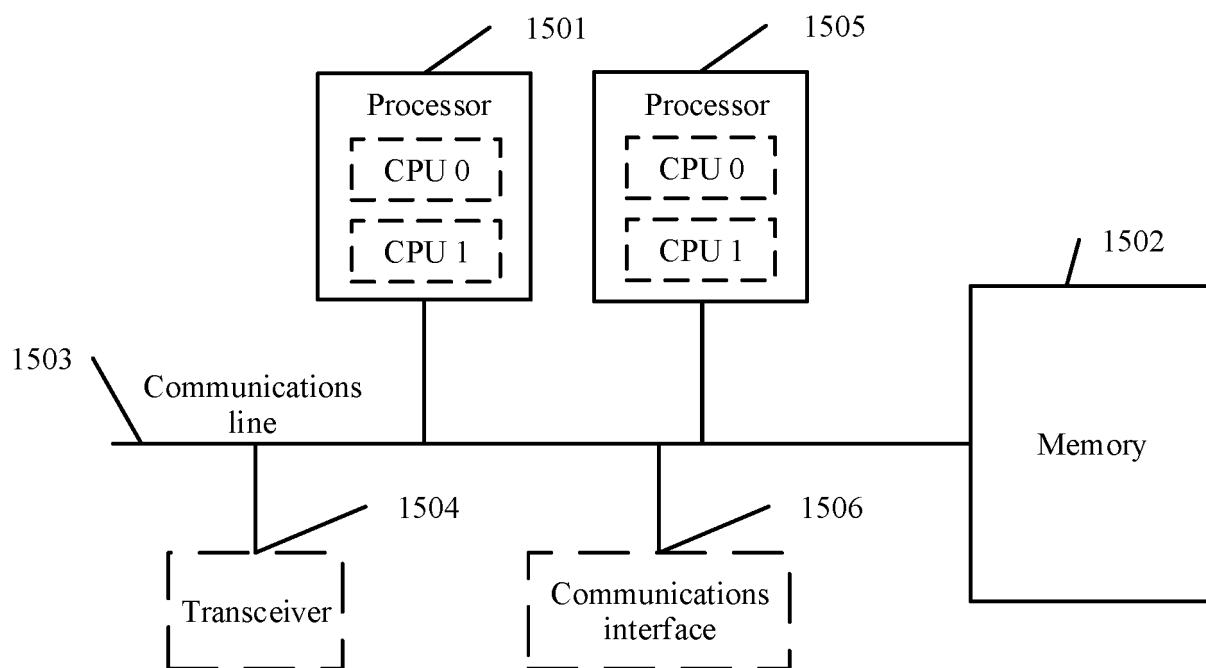 1501
1505
Processor
CPU 0
CPU 1
Processor
CPU 0
CPU 1
1502
1503
Communications
line
Memory
1504
1506
Transceiver
Communications
interface